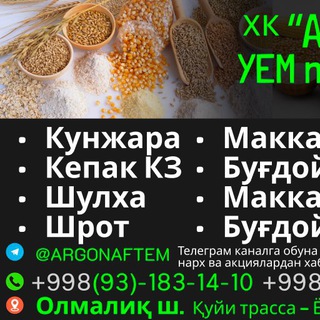 ХК “А
УЕМ п
• Кунжара • Макка
• Кепак КЗ • Буғдой
• Шулха • Макка
• Шрот • Буғдой
@ARGONAFTEM Телеграм каналга обуна
нарх ва акциялардан хаб
+998(93)-183-14-10 +998
Олмалиқ ш. Қуйи трасса – Ё